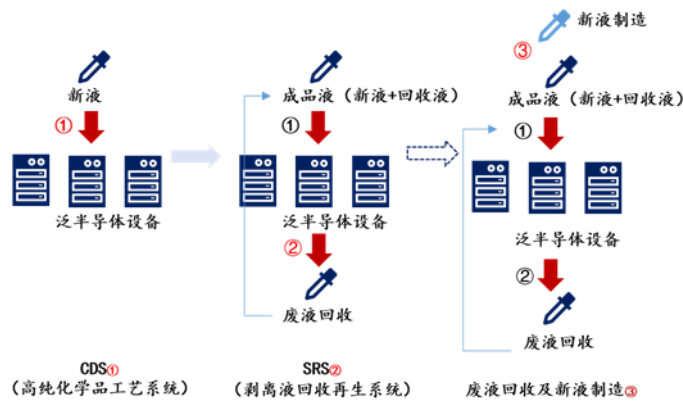 新液
①
泛半导体设备
CDS①
（高纯化学品工艺系统）
成品液（新液+回收液）
①
泛半导体设备
②
废液回收
SRS②
（剥离液回收再生系统）
新液制造
③
成品液（新液+回收液）
①
泛半导体设备
②
废液回收
废液回收及新液制造③